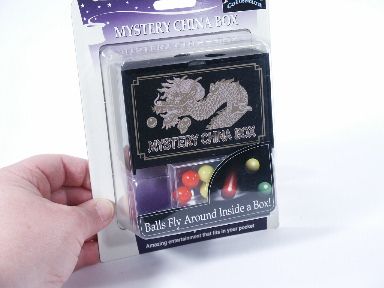 Collection
MYSTERY CHINA BOX
MYSTERY CHINA BOX
Balls Fly Around Inside a Box!
Amazing entertainment that fits in your pocket